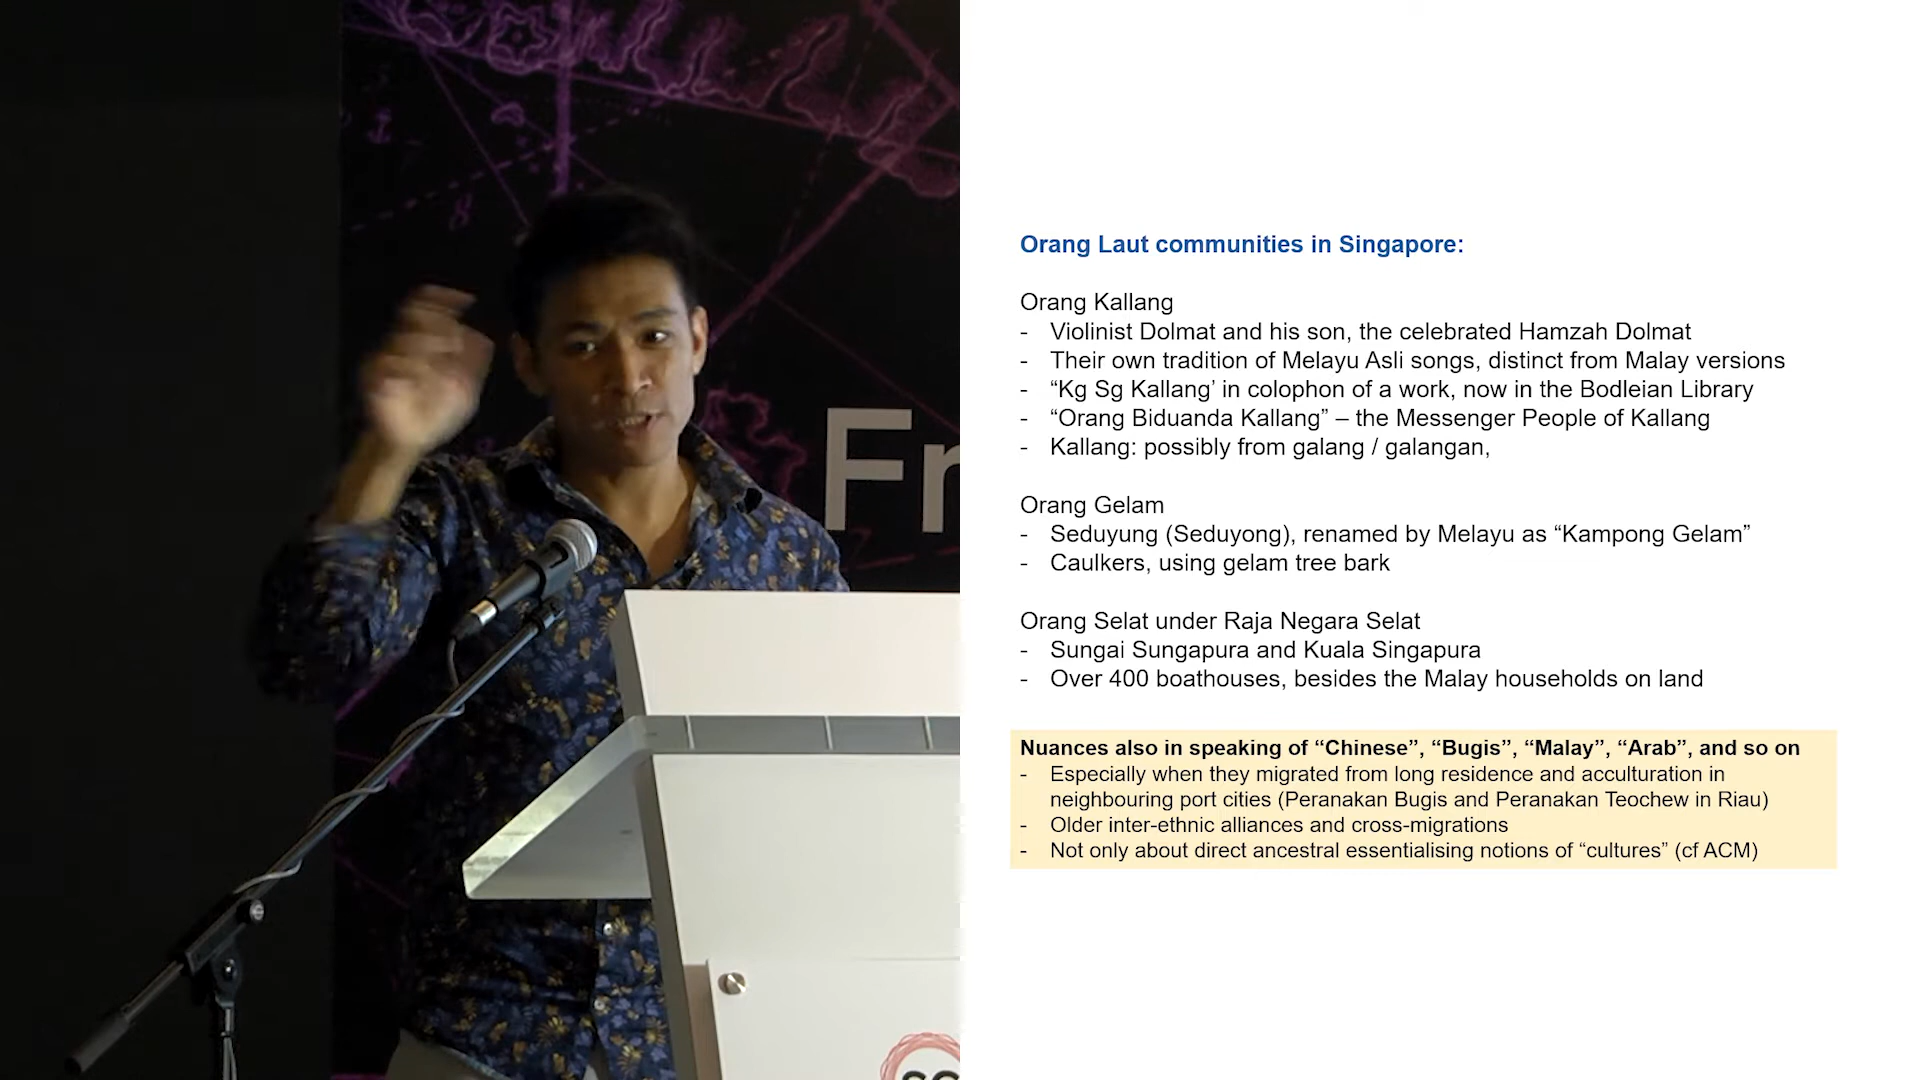 Fr
Orang Laut communities in Singapore:
Orang Kallang
- Violinist Dolmat and his son, the celebrated Hamzah Dolmat
- Their own tradition of Melayu Asli songs, distinct from Malay versions
- “Kg Sg Kallang’ in colophon of a work, now in the Bodleian Library
- “Orang Biduanda Kallang” – the Messenger People of Kallang
- Kallang: possibly from galang / galangan,
Orang Gelam
- Seduyung (Seduyong), renamed by Melayu as “Kampong Gelam”
- Caulkers, using gelam tree bark
Orang Selat under Raja Negara Selat
- Sungai Sungapura and Kuala Singapura
- Over 400 boathouses, besides the Malay households on land
Nuances also in speaking of “Chinese”, “Bugis”, “Malay”, “Arab”, and so on
- Especially when they migrated from long residence and acculturation in
neighbouring port cities (Peranakan Bugis and Peranakan Teochew in Riau)
- Older inter-ethnic alliances and cross-migrations
- Not only about direct ancestral essentialising notions of “cultures” (cf ACM)